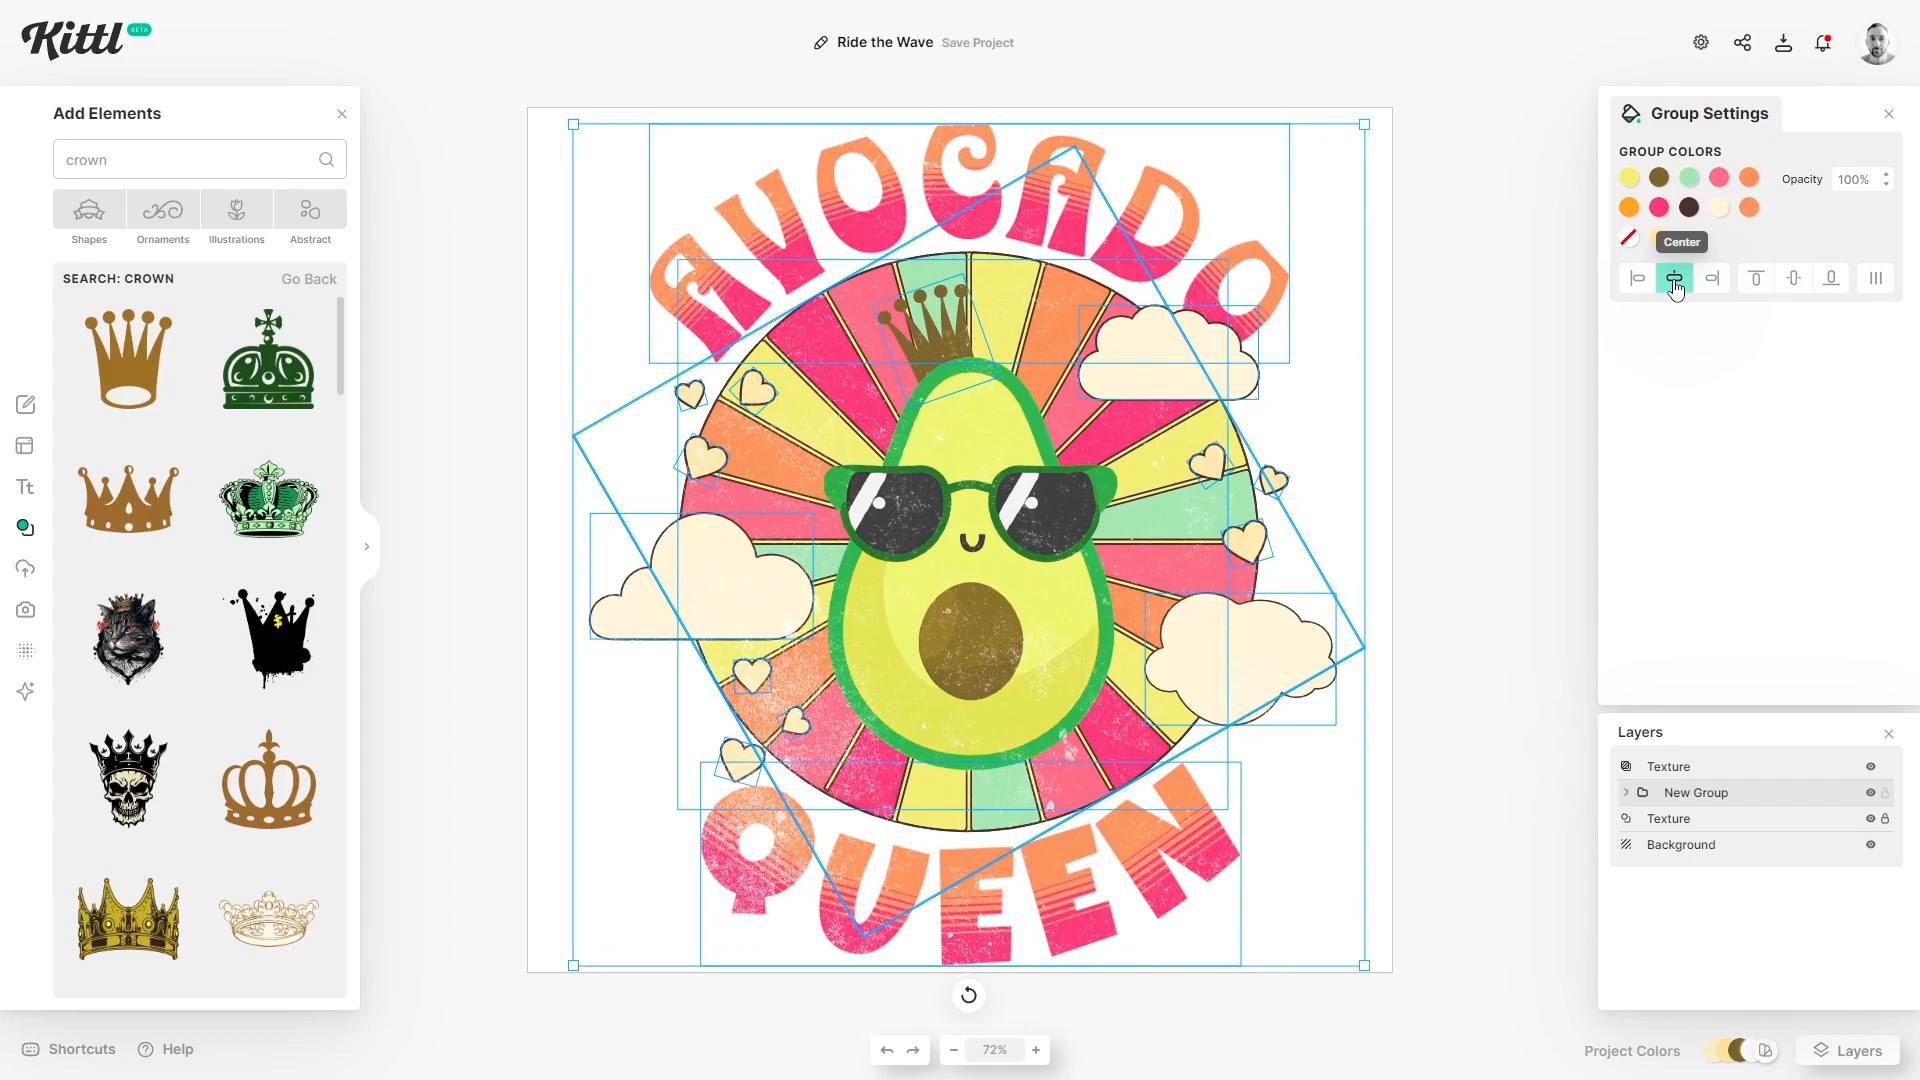 Kittl BETA
Ride the Wave Save Project
Add Elements
crown
Shapes Ornaments Illustrations Abstract
SEARCH: CROWN Go Back
Tt
Shortcuts Help
AVOCADO
QUEEN
72%
Group Settings
GROUP COLORS
Opacity 100%
Center
Layers
Texture
New Group
Texture
Background
Project Colors Layers